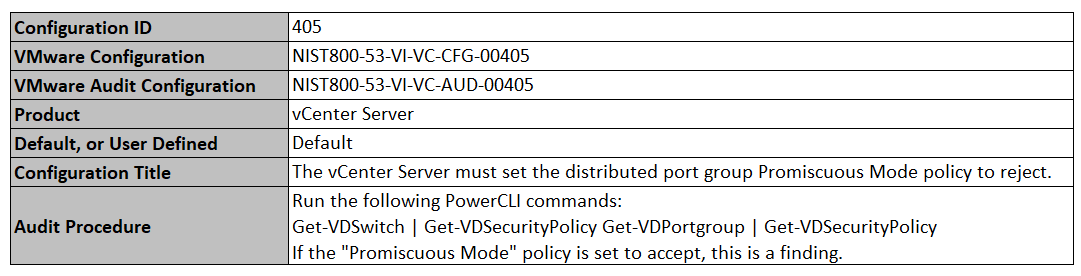 Configuration ID 405
VMware Configuration NIST800-53-VI-VC-CFG-00405
VMware Audit Configuration NIST800-53-VI-VC-AUD-00405
Product vCenter Server
Default, or User Defined Default
Configuration Title The vCenter Server must set the distributed port group Promiscuous Mode policy to reject.
Audit Procedure Run the following PowerCLI commands:
Get-VDSwitch | Get-VDSecurityPolicy Get-VDPortgroup | Get-VDSecurityPolicy
If the "Promiscuous Mode" policy is set to accept, this is a finding.